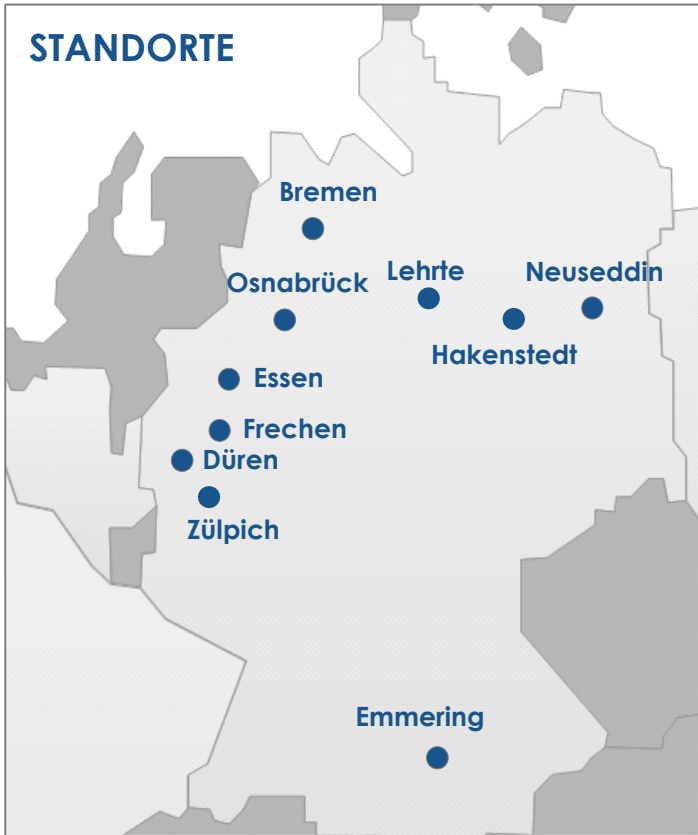 STANDORTE
Bremen
Osnabrück
Lehrte
Neuseddin
Hakenstedt
Essen
Frechen
Düren
Zülpich
Emmering